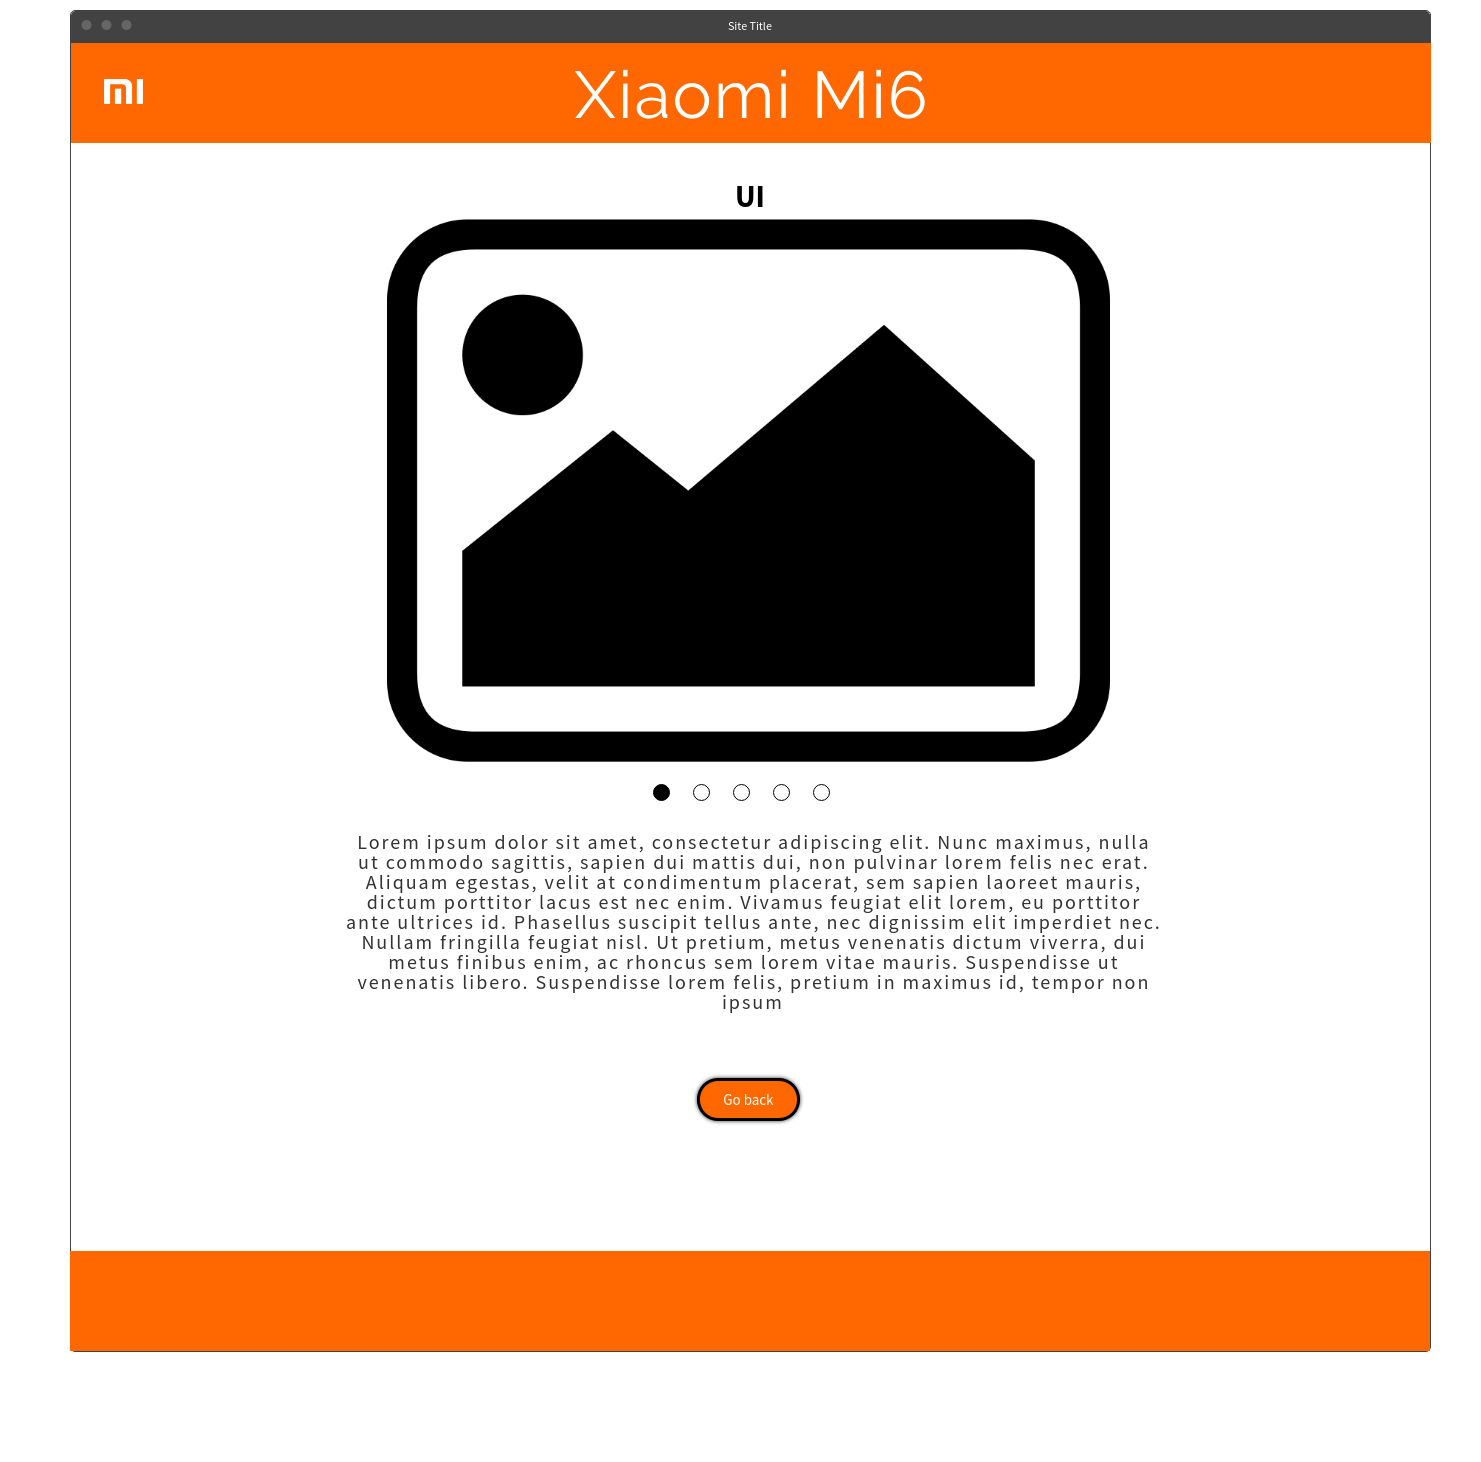 Site Title
mi
Xiaomi Mi6
UI
Lorem ipsum dolor sit amet, consectetur adipiscing elit. Nunc maximus, nulla
ut commodo sagittis, sapien dui mattis dui, non pulvinar lorem felis nec erat.
Aliquam egestas, velit at condimentum placerat, sem sapien laoreet mauris,
dictum porttitor lacus est nec enim. Vivamus feugiat elit lorem, eu porttitor
ante ultrices id. Phasellus suscipit tellus ante, nec dignissim elit imperdiet nec.
Nullam fringilla feugiat nisl. Ut pretium, metus venenatis dictum viverra, dui
metus finibus enim, ac rhoncus sem lorem vitae mauris. Suspendisse ut
venenatis libero. Suspendisse lorem felis, pretium in maximus id, tempor non
ipsum
Go back